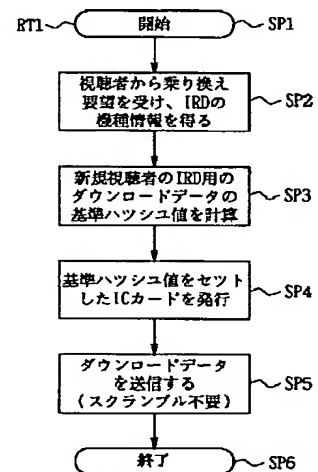 RT1
開始
SP1
視聴者から乗り換え
要望を受け、IRDの
機種情報を得る
SP2
新規視聴者のIRD用の
ダウンロードデータの
基準ハツシユ値を計算
SP3
基準ハツシユ値をセツト
したICカードを発行
SP4
ダウンロードデータ
を送信する
(スクランブル不要)
SP5
終了
SP6